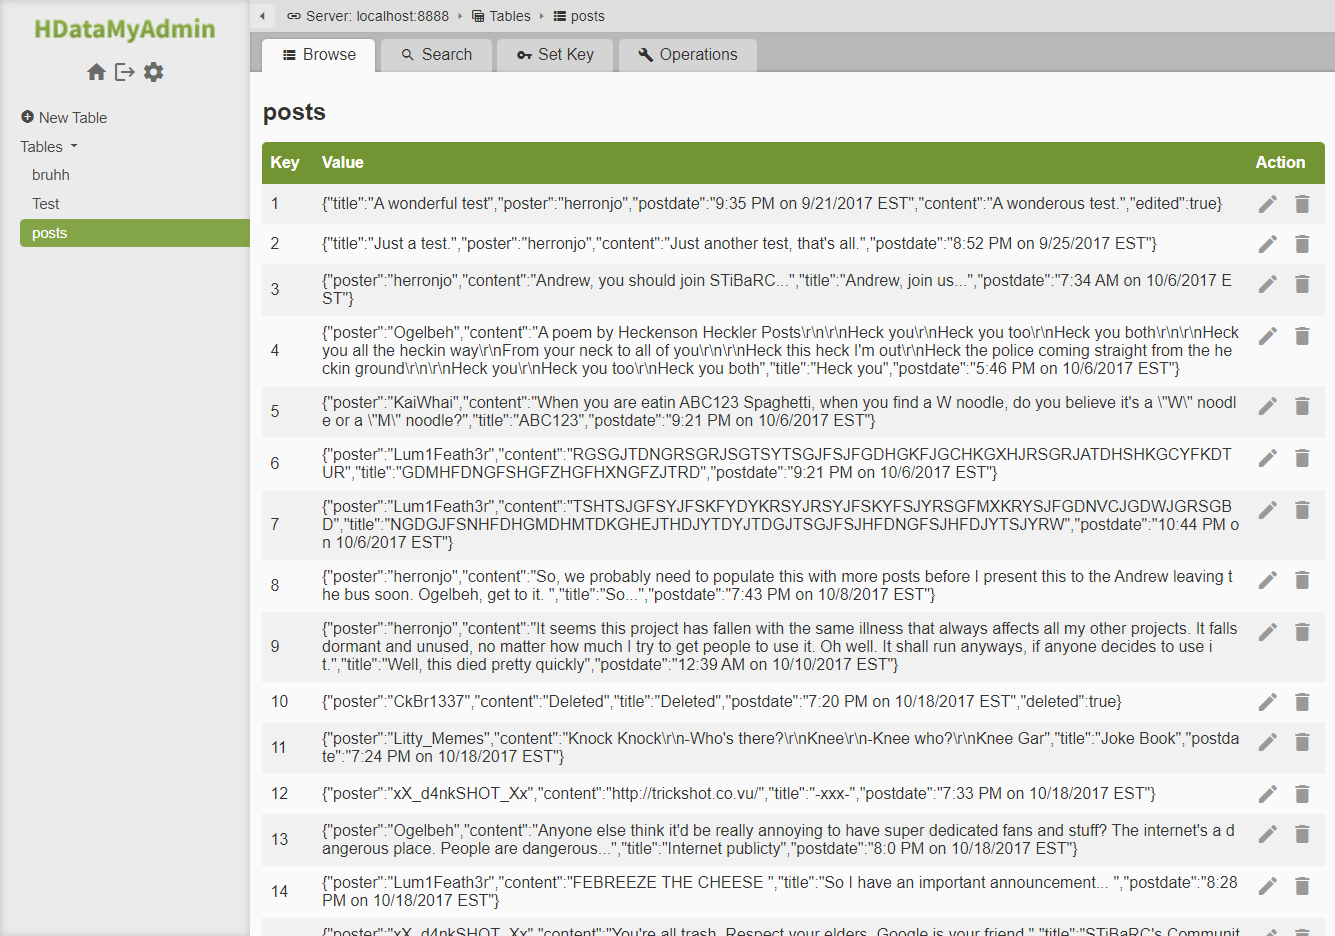 HDataMyAdmin
New Table
Tables
bruhh
Test
posts
Server: localhost:8888 Tables posts
Browse Search Set Key Operations
posts
Key Value Action
1 {"title":"A wonderful test","poster":"herronjo","postdate":"9:35 PM on 9/21/2017 EST","content":"A wonderous test.","edited":true}
2 {"title":"Just a test.","poster":"herronjo","content":"Just another test, that's all.","postdate":"8:52 PM on 9/25/2017 EST"}
3 {"poster":"herronjo","content":"Andrew, you should join STiBaRC...","title":"Andrew, join us...","postdate":"7:34 AM on 10/6/2017 E
ST"}
4 {"poster":"Ogelbeh","content":"A poem by Heckenson Heckler Posts\r\n\r\nHeck you\r\nHeck you too\r\nHeck you both\r\n\r\nHeck
you all the heckin way\r\nFrom your neck to all of you\r\n\r\nHeck this heck I'm out\r\nHeck the police coming straight from the he
ckin ground\r\n\r\nHeck you\r\nHeck you too\r\nHeck you both","title":"Heck you","postdate":"5:46 PM on 10/6/2017 EST"}
5 {"poster":"KaiWhai","content":"When you are eatin ABC123 Spaghetti, when you find a W noodle, do you believe it's a \"W\" noodl
e or a \"M\" noodle?","title":"ABC123","postdate":"9:21 PM on 10/6/2017 EST"}
6 {"poster":"Lum1Feath3r","content":"RGSGJTDNGRSGRJSGTSYTSGJFSJFGDHGKFJGCHKGXHJRSGRJATDHSHKGCYFKDT
UR","title":"GDMHFDNGFSHGFZHGFHXNGFZJTRD","postdate":"9:21 PM on 10/6/2017 EST"}
7 {"poster":"Lum1Feath3r","content":"TSHTSJGFSYJFSKFYDYKRSYJRSYJFSKYFSJYRSGFMXKRYSJFGDNVCJGDWJGRSGB
D","title":"NGDGJFSNHFDHGMDHMTDKGHEJTHDJYTDYJTDGJTSGJFSJHFDNGFSJHFDJYTSJYRW","postdate":"10:44 PM o
n 10/6/2017 EST"}
8 {"poster":"herronjo","content":"So, we probably need to populate this with more posts before I present this to the Andrew leaving t
he bus soon. Ogelbeh, get to it. ","title":"So...","postdate":"7:43 PM on 10/8/2017 EST"}
9 {"poster":"herronjo","content":"It seems this project has fallen with the same illness that always affects all my other projects. It falls
dormant and unused, no matter how much I try to get people to use it. Oh well. It shall run anyways, if anyone decides to use i
t.","title":"Well, this died pretty quickly","postdate":"12:39 AM on 10/10/2017 EST"}
10 {"poster":"CkBr1337","content":"Deleted","title":"Deleted","postdate":"7:20 PM on 10/18/2017 EST","deleted":true}
11 {"poster":"Litty_Memes","content":"Knock Knock\r\n-Who's there?\r\nKnee\r\n-Knee who?\r\nKnee Gar","title":"Joke Book","postda
te":"7:24 PM on 10/18/2017 EST"}
12 {"poster":"xX_d4nkSHOT_Xx","content":"http://trickshot.co.vu/","title":"-xxx-","postdate":"7:33 PM on 10/18/2017 EST"}
13 {"poster":"Ogelbeh","content":"Anyone else think it'd be really annoying to have super dedicated fans and stuff? The internet's a d
angerous place. People are dangerous...","title":"Internet publicty","postdate":"8:0 PM on 10/18/2017 EST"}
14 {"poster":"Lum1Feath3r","content":"FEBREEZE THE CHEESE ","title":"So I have an important announcement... ","postdate":"8:28
PM on 10/18/2017 EST"}
{"poster":"xX_d4nkSHOT_Xx","content":"You're all trash. Respect your elders. Google is your friend.","title":"STiBaRC's Communit